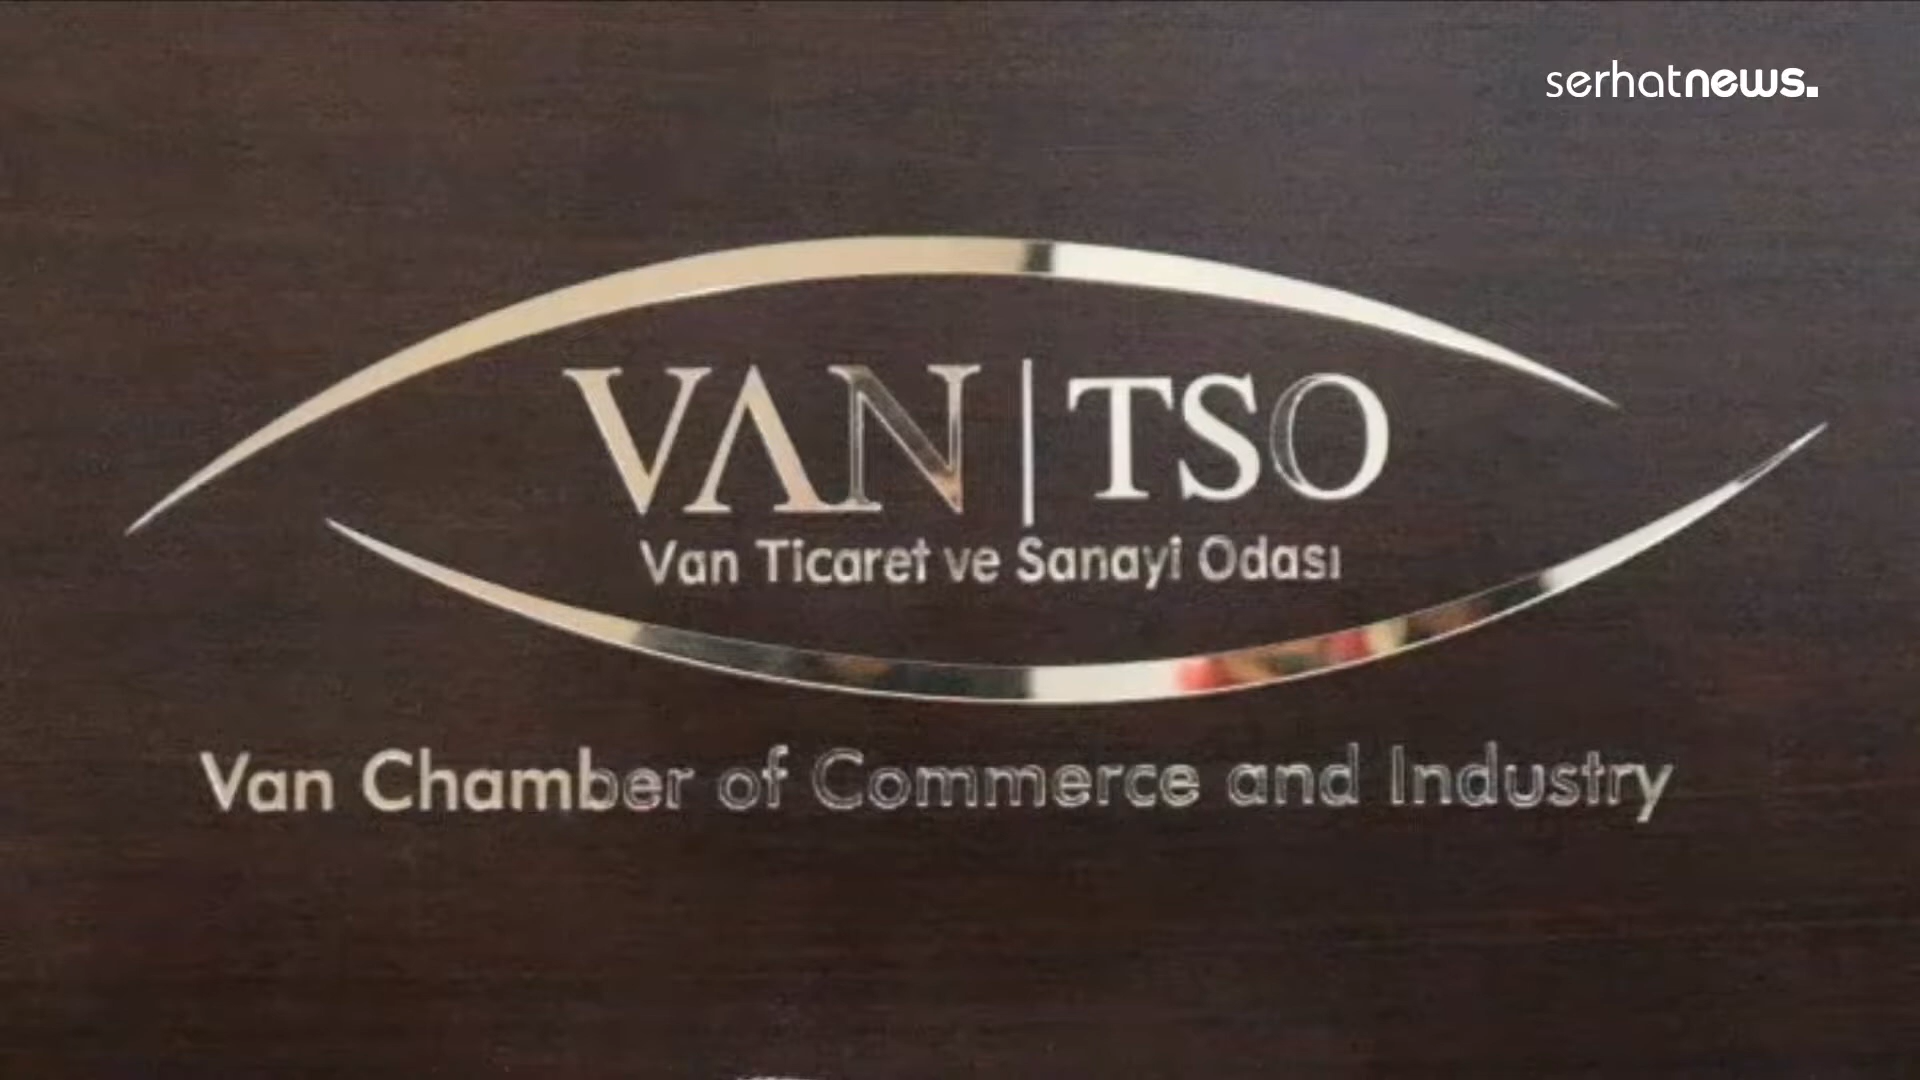 serhatnews.
VAN | TSO
Van Ticaret ve Sanayi Odası
Van Chamber of Commerce and Industry